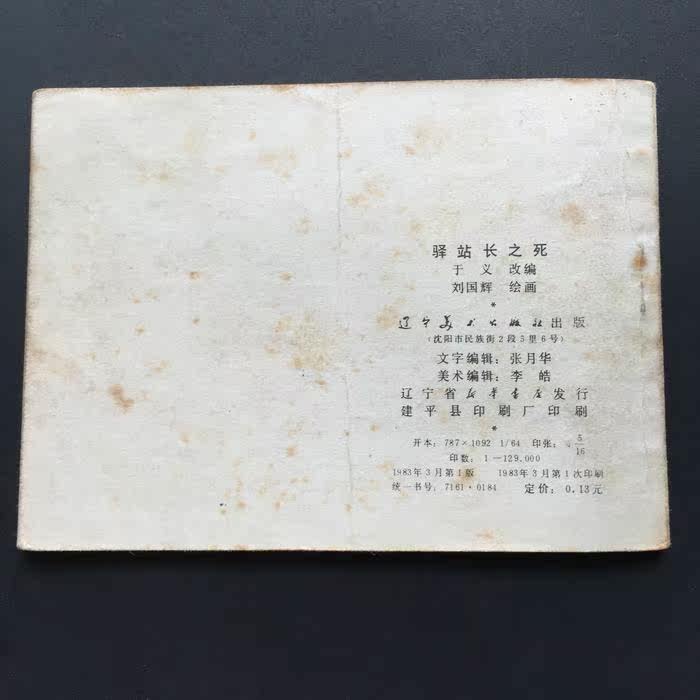 驿站长之死
于义 改编
刘国辉 绘画
*
辽宁美术出版社出版
(沈阳市民族街2段3里6号)
文字编辑:张月华
美术编辑:李皓
辽宁省新华书店发行
建平县印刷厂印刷
*
开本:787×1092 1/64 印张: 5/16
印数:1—129,000
1983年3月第1版 1983年3月第1次印刷
统一书号:7161·0184 定价:0.13元